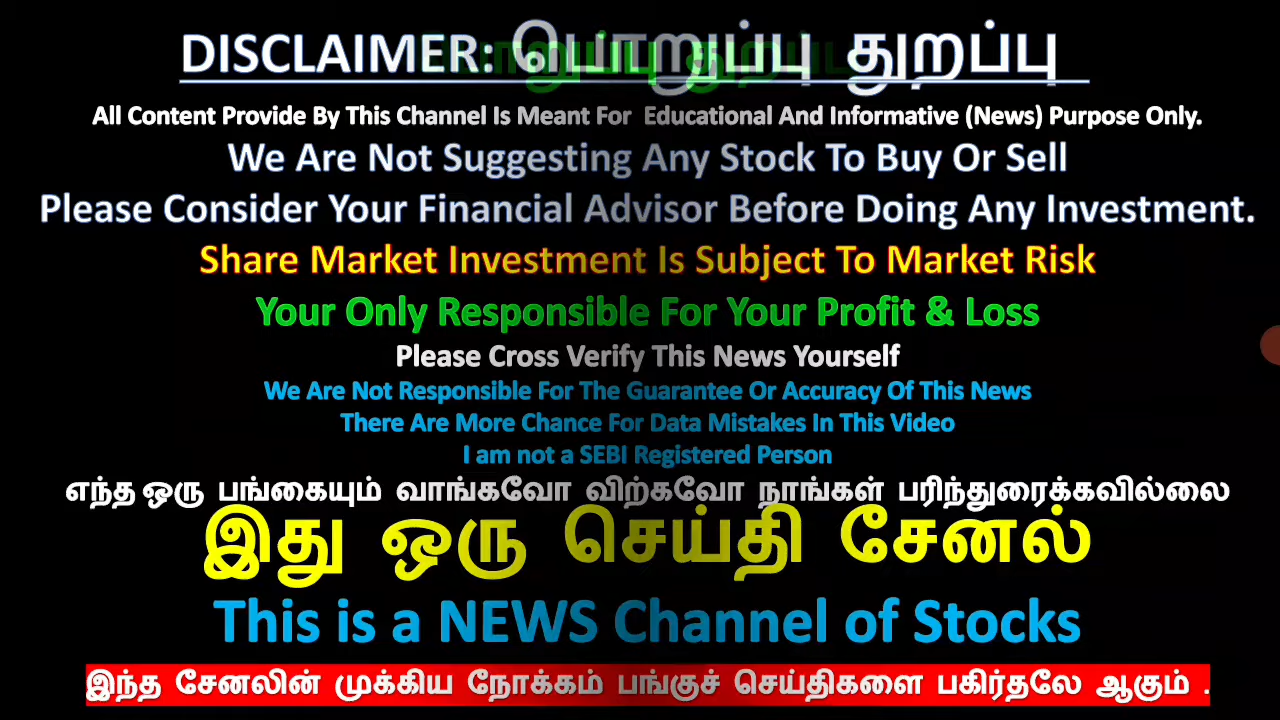 DISCLAIMER: பொறுப்பு துறப்பு
All Content Provide By This Channel Is Meant For Educational And Informative (News) Purpose Only.
We Are Not Suggesting Any Stock To Buy Or Sell
Please Consider Your Financial Advisor Before Doing Any Investment.
Share Market Investment Is Subject To Market Risk
Your Only Responsible For Your Profit & Loss
Please Cross Verify This News Yourself
We Are Not Responsible For The Guarantee Or Accuracy Of This News
There Are More Chance For Data Mistakes In This Video
I am not a SEBI Registered Person
எந்த ஒரு பங்கையும் வாங்கவோ விற்கவோ நாங்கள் பரிந்துரைக்கவில்லை
இது ஒரு செய்தி சேனல்
This is a NEWS Channel of Stocks
இந்த சேனலின் முக்கிய நோக்கம் பங்குச் செய்திகளை பகிர்தலே ஆகும் .